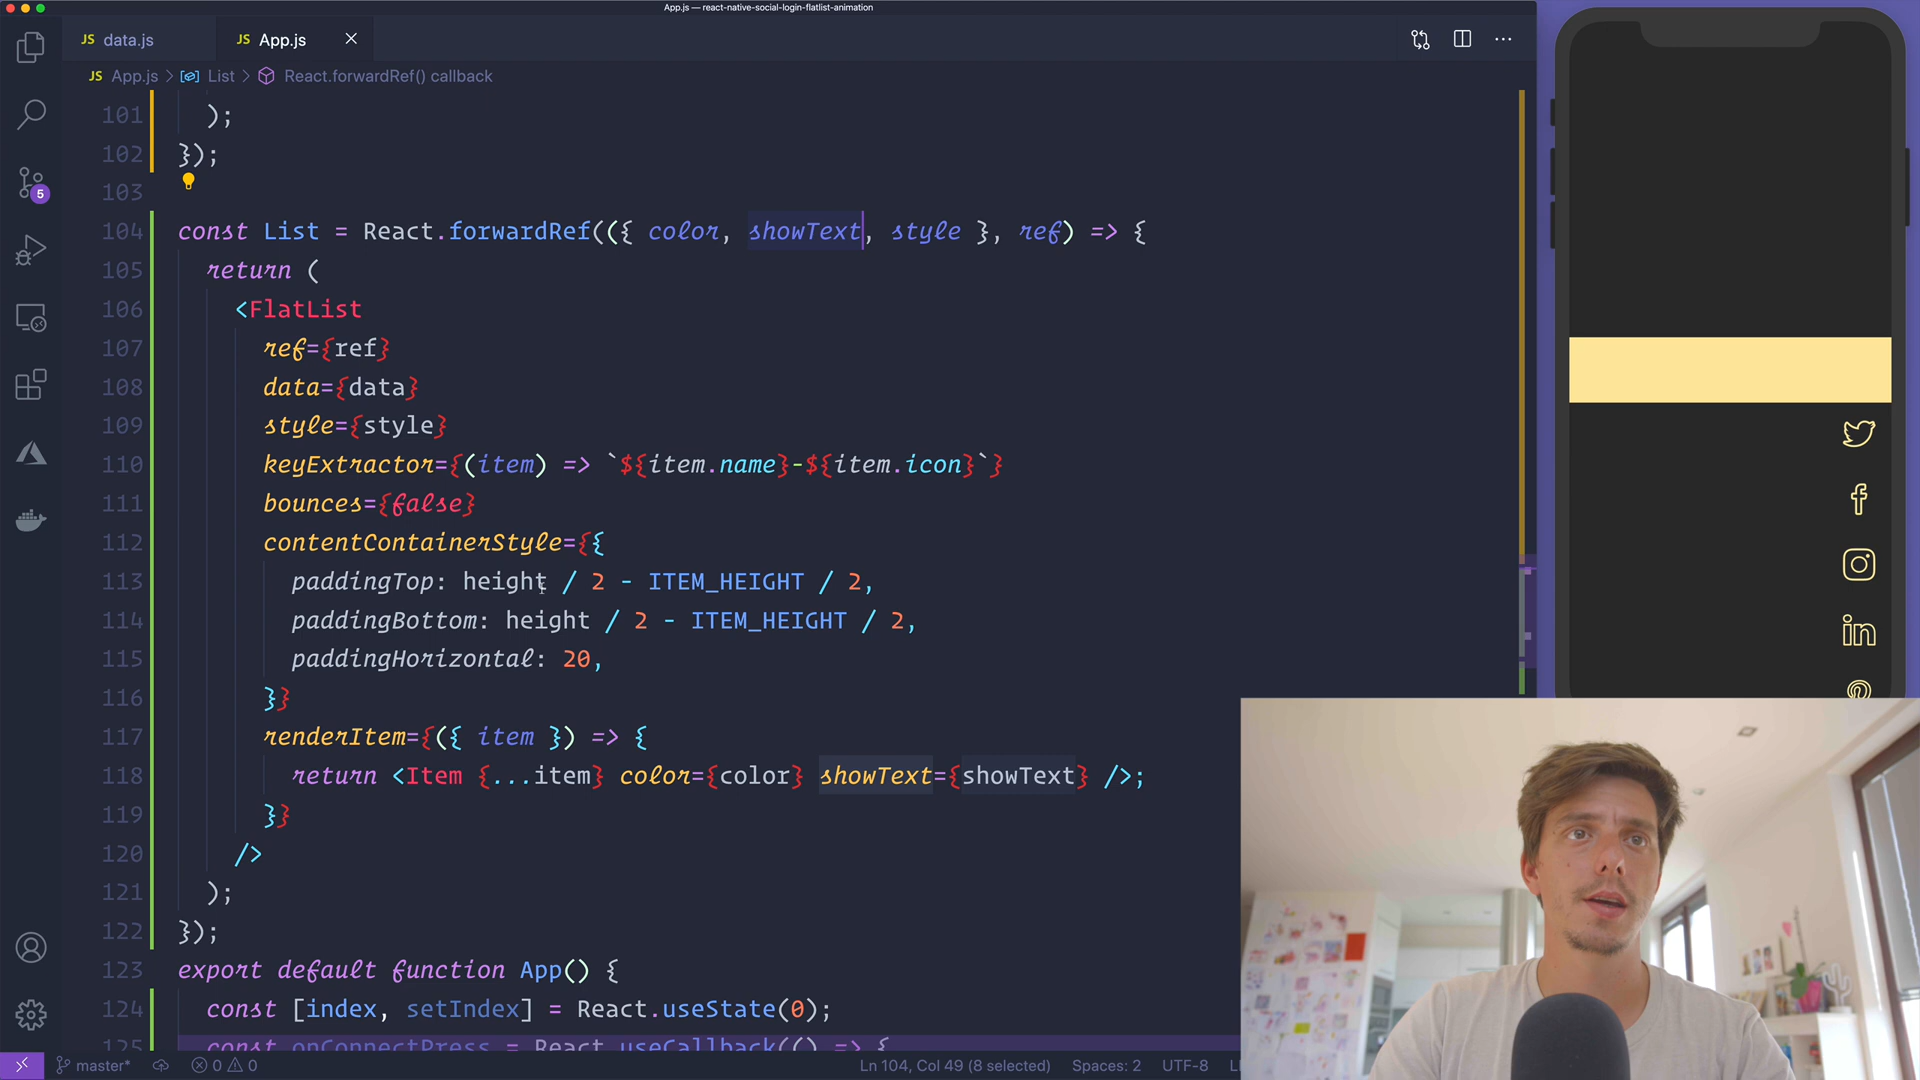 App.js — react-native-social-login-flatlist-animation
JS data.js
JS App.js
JS App.js > List > React.forwardRef() callback
101 );
102 });
103
104 const List = React.forwardRef(({ color, showText, style }, ref) => {
105 return (
106 <FlatList
107 ref={ref}
108 data={data}
109 style={style}
110 keyExtractor={(item) => `${item.name}-${item.icon}`}
111 bounces={false}
112 contentContainerStyle={{
113 paddingTop: height / 2 - ITEM_HEIGHT / 2,
114 paddingBottom: height / 2 - ITEM_HEIGHT / 2,
115 paddingHorizontal: 20,
116 }}
117 renderItem={({ item }) => {
118 return <Item {...item} color={color} showText={showText} />;
119 }}
120 />
121 );
122 });
123 export default function App() {
124 const [index, setIndex] = React.useState(0);
125 const onConnectPress = React.useCallback(() => {
5
master* 0 0 Ln 104, Col 49 (8 selected) Spaces: 2 UTF-8